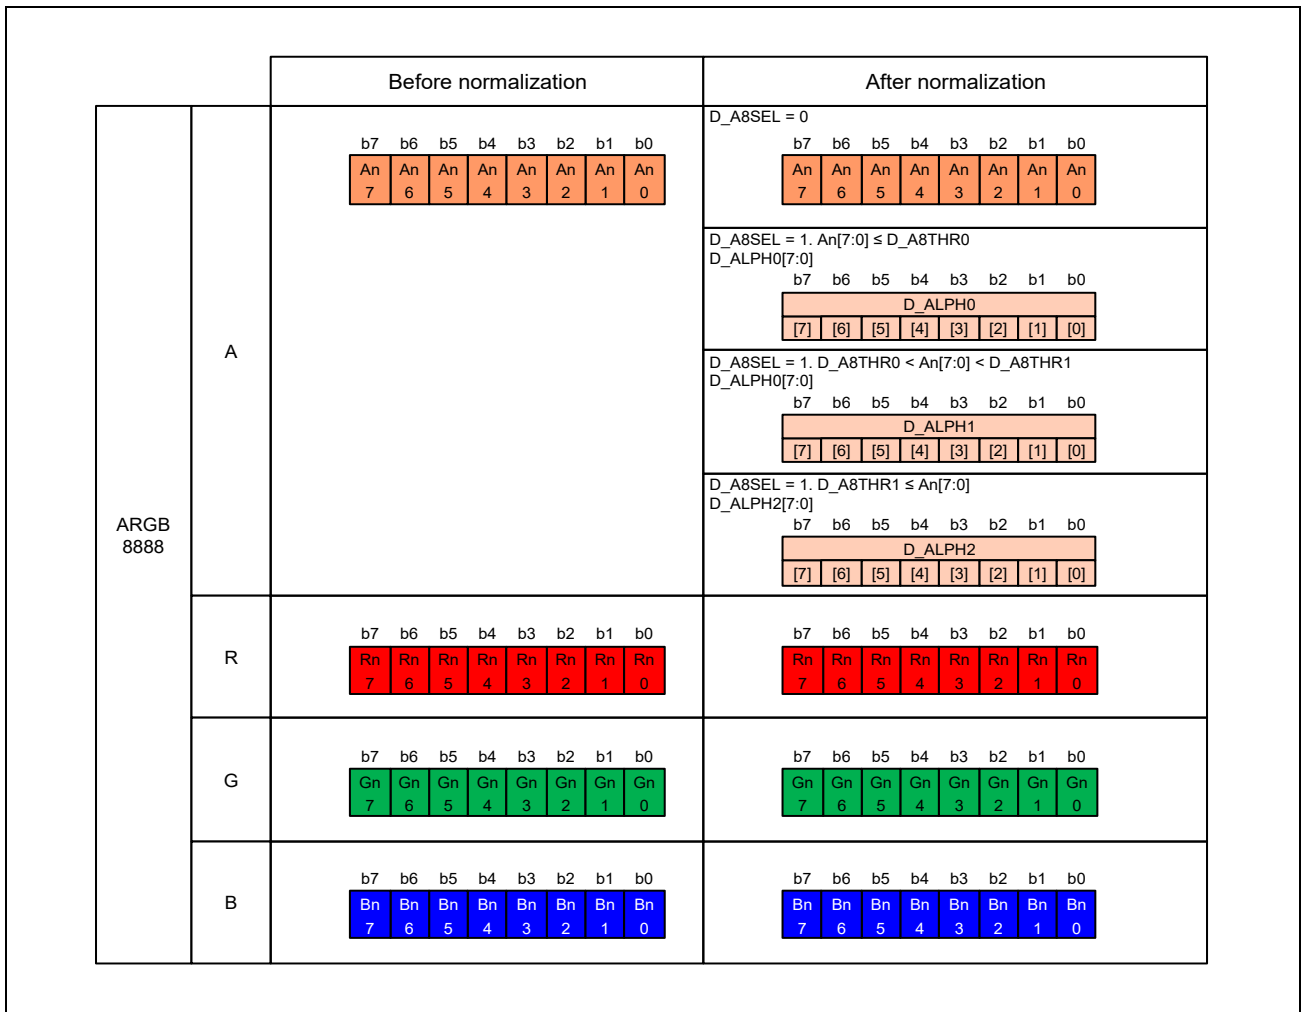 Before normalization After normalization
D_A8SEL = 0
b7 b6 b5 b4 b3 b2 b1 b0 b7 b6 b5 b4 b3 b2 b1 b0
An An An An An An An An An An An An An An An An
7 6 5 4 3 2 1 0 7 6 5 4 3 2 1 0
D_A8SEL = 1. An[7:0] ≤ D_A8THR0
D_ALPH0[7:0]
b7 b6 b5 b4 b3 b2 b1 b0
D_ALPH0
[7] [6] [5] [4] [3] [2] [1] [0]
A
D_A8SEL = 1. D_A8THR0 < An[7:0] < D_A8THR1
D_ALPH0[7:0]
b7 b6 b5 b4 b3 b2 b1 b0
D_ALPH1
[7] [6] [5] [4] [3] [2] [1] [0]
D_A8SEL = 1. D_A8THR1 ≤ An[7:0]
D_ALPH2[7:0]
b7 b6 b5 b4 b3 b2 b1 b0
D_ALPH2
[7] [6] [5] [4] [3] [2] [1] [0]
ARGB
8888
b7 b6 b5 b4 b3 b2 b1 b0 b7 b6 b5 b4 b3 b2 b1 b0
R
Rn Rn Rn Rn Rn Rn Rn Rn Rn Rn Rn Rn Rn Rn Rn Rn
7 6 5 4 3 2 1 0 7 6 5 4 3 2 1 0
b7 b6 b5 b4 b3 b2 b1 b0 b7 b6 b5 b4 b3 b2 b1 b0
G
Gn Gn Gn Gn Gn Gn Gn Gn Gn Gn Gn Gn Gn Gn Gn Gn
7 6 5 4 3 2 1 0 7 6 5 4 3 2 1 0
b7 b6 b5 b4 b3 b2 b1 b0 b7 b6 b5 b4 b3 b2 b1 b0
B
Bn Bn Bn Bn Bn Bn Bn Bn Bn Bn Bn Bn Bn Bn Bn Bn
7 6 5 4 3 2 1 0 7 6 5 4 3 2 1 0